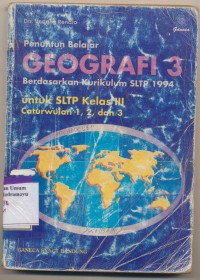 Penuntun Belajar
GEOGRAFI 3
Berdasarkan Kurikulum SLTP 1994
untuk SLTP Kelas III
Caturwulan 1, 2, dan 3
GANECA EXACT BANDUNG